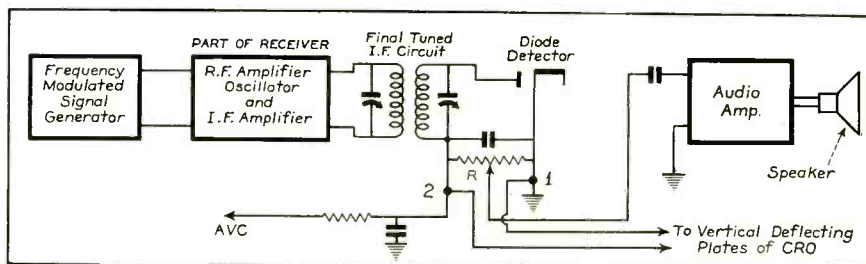 PART OF RECEIVER
Final Tuned
I.F. Circuit
Diode
Detector
Frequency
Modulated
Signal
Generator
R.F. Amplifier
Oscillator
and
I.F. Amplifier
Audio
Amp.
Speaker
R
1
2
AVC
To Vertical Deflecting
Plates of CRO